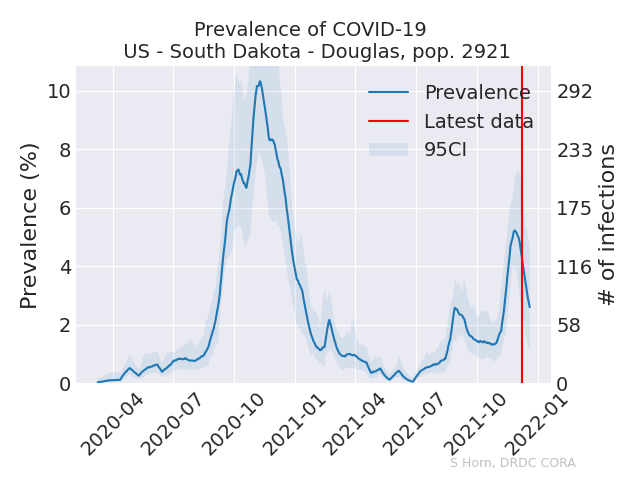 Prevalence of COVID-19
US - South Dakota - Douglas, pop. 2921
Prevalence (%)
10
8
6
4
2
0
Prevalence
Latest data
95CI
292
233
175
116
58
0
# of infections
2020-04
2020-07
2020-10
2021-01
2021-04
2021-07
2021-10
2022-01
S Horn, DRDC CORA